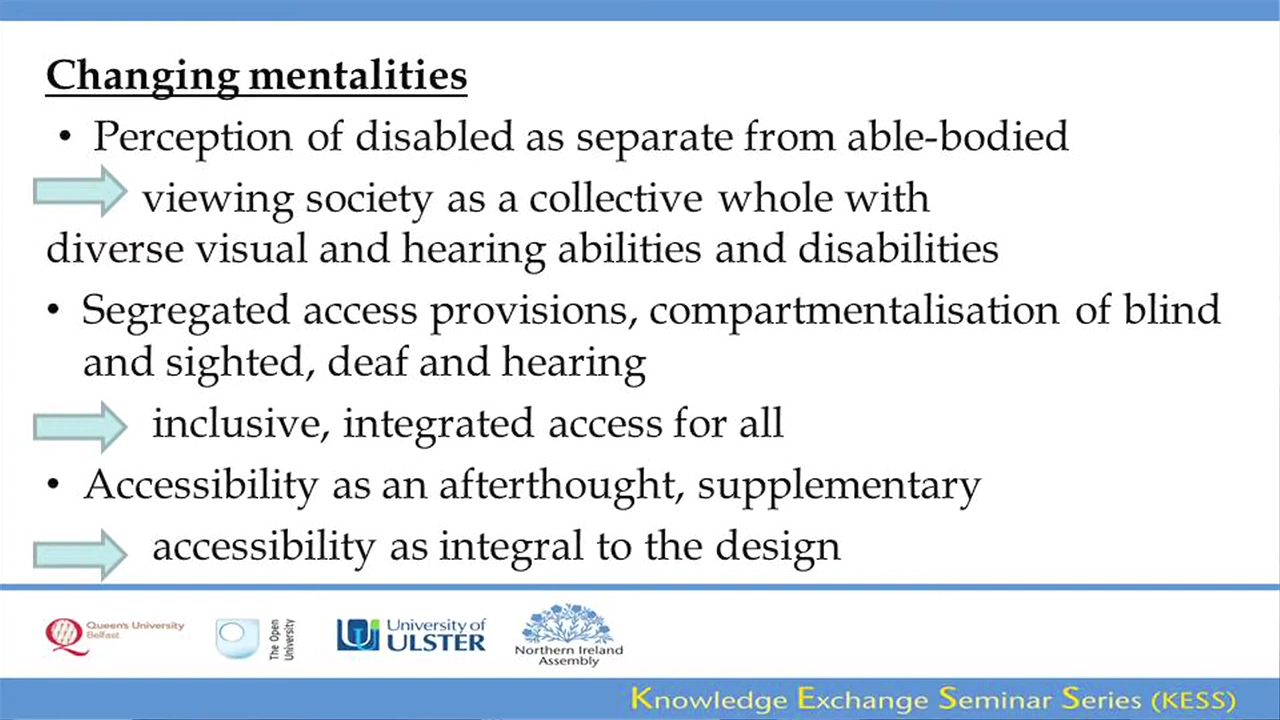 Changing mentalities
• Perception of disabled as separate from able-bodied
viewing society as a collective whole with
diverse visual and hearing abilities and disabilities
• Segregated access provisions, compartmentalisation of blind
and sighted, deaf and hearing
inclusive, integrated access for all
• Accessibility as an afterthought, supplementary
accessibility as integral to the design
Queen's University
Belfast
The Open
University
University of
ULSTER
Northern Ireland
Assembly
Knowledge Exchange Seminar Series (KESS)